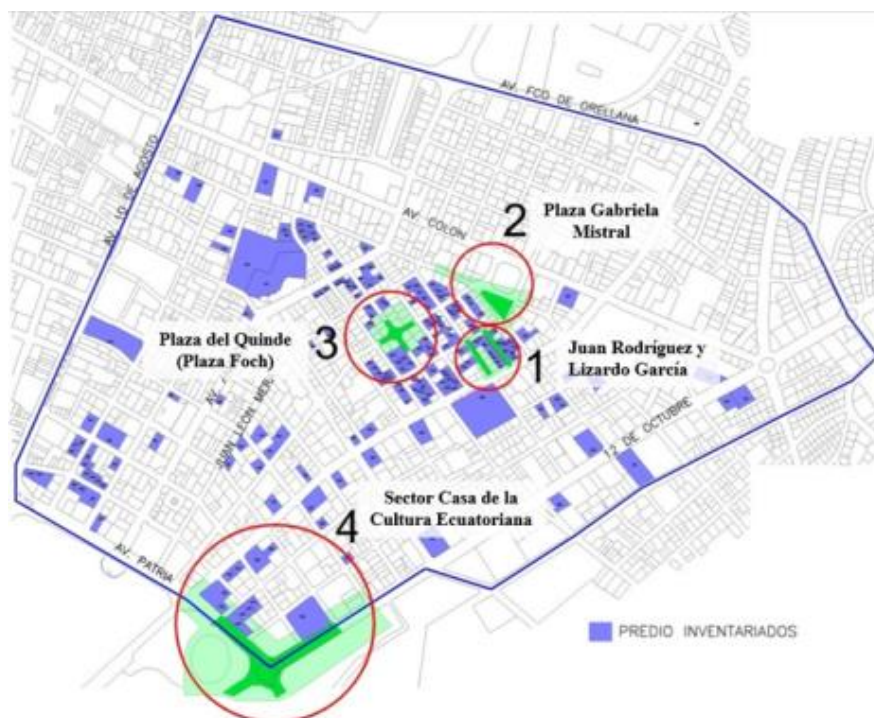 AV. FCO DE ORELLANA
AV. 10 DE AGOSTO
2
Plaza Gabriela
Mistral
AV. COLON
Plaza del Quinde
(Plaza Foch)
3
1
Juan Rodríguez y
Lizardo García
JUAN LEON MER
12 DE OCTUBRE
Sector Casa de la
Cultura Ecuatoriana
4
AV. PATRIA
PREDIO INVENTARIADOS